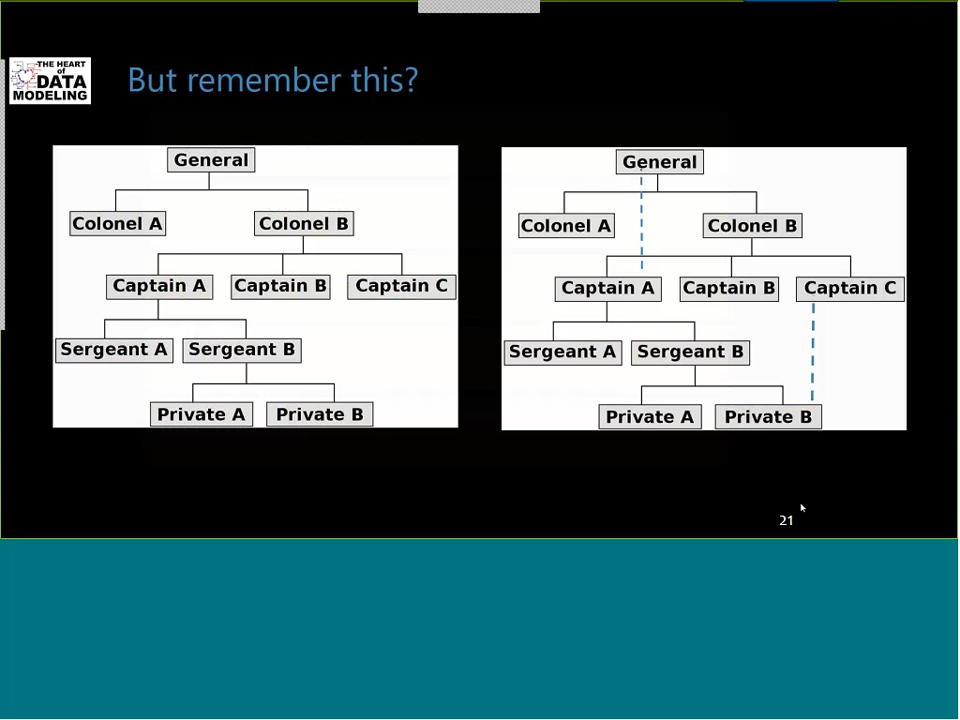 THE HEART
of
DATA
MODELING
But remember this?
General
Colonel A
Colonel B
Captain A
Captain B
Captain C
Sergeant A
Sergeant B
Private A
Private B
General
Colonel A
Colonel B
Captain A
Captain B
Captain C
Sergeant A
Sergeant B
Private A
Private B
21